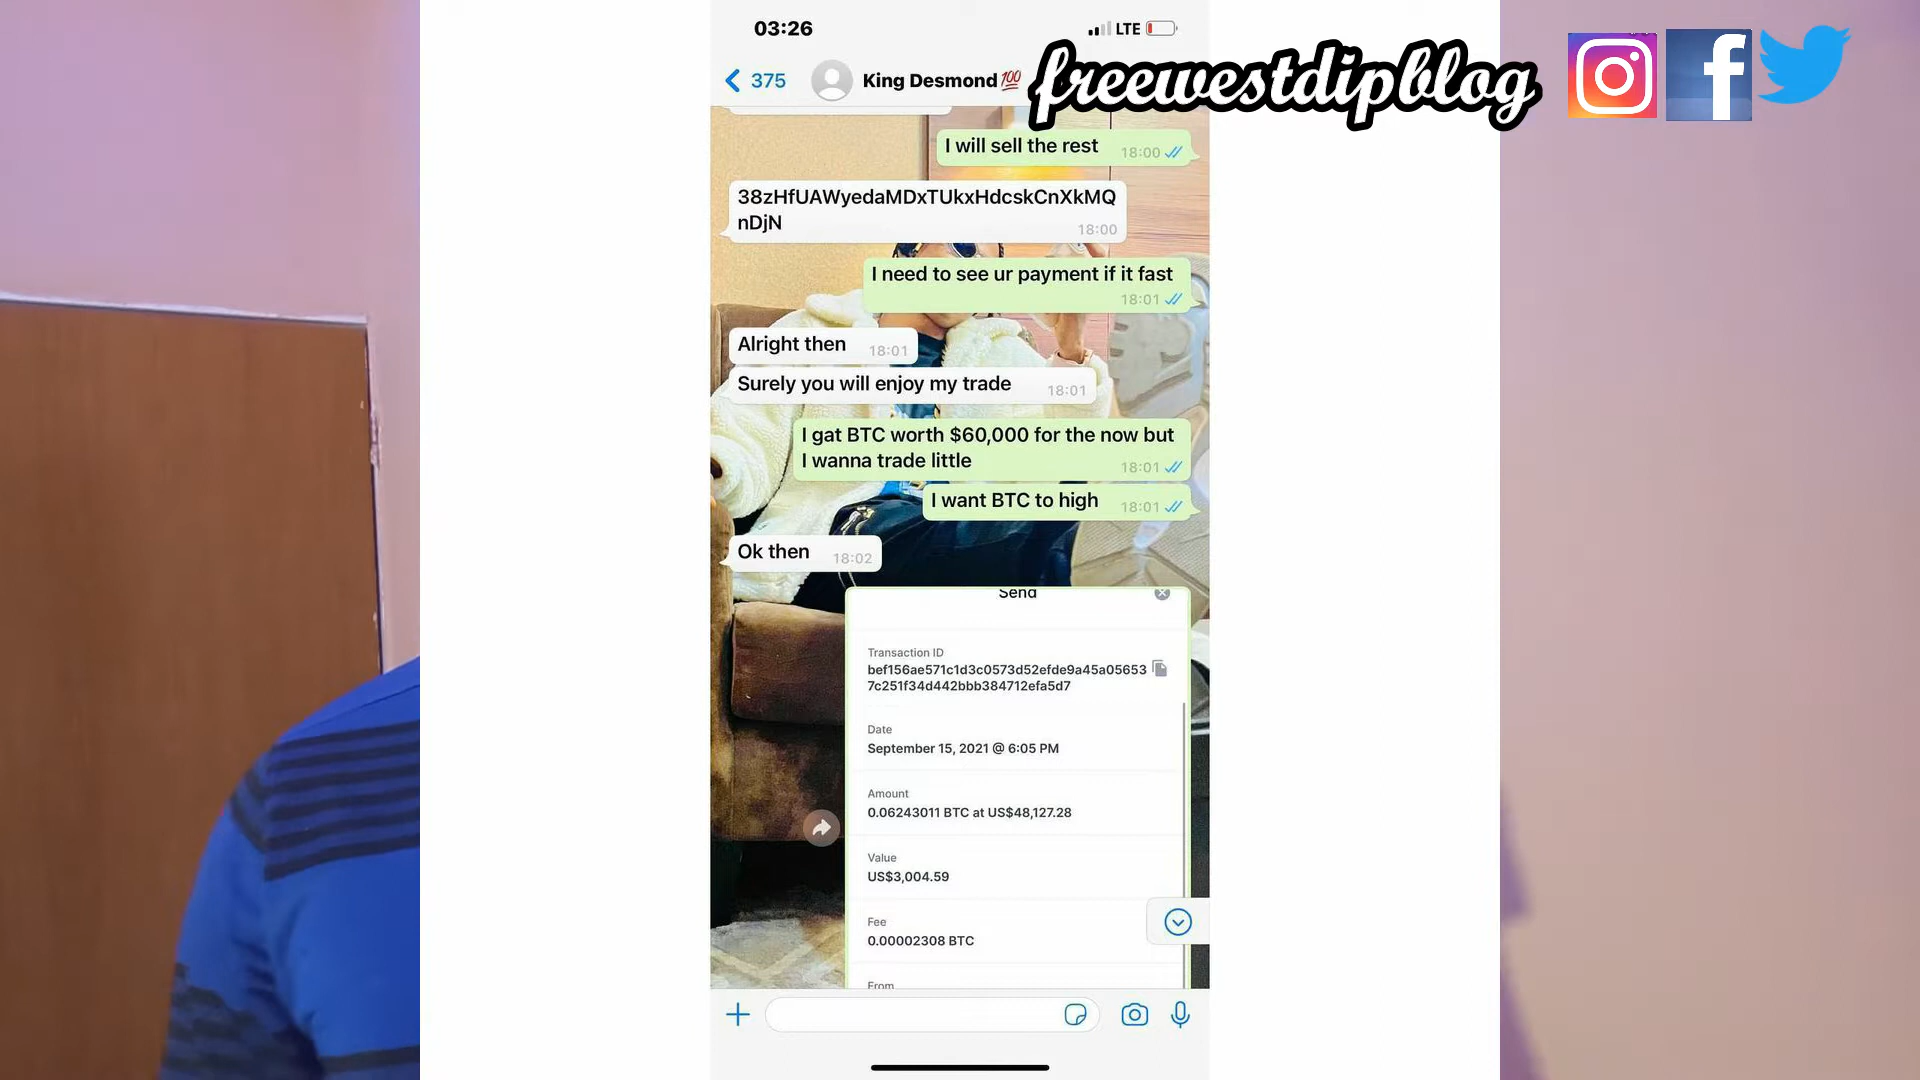 03:26
LTE
375
King Desmond💯
freewestdipblog
I will sell the rest
18:00
38zHfUAWyedaMDxTUkxHdcskCnXkMQ
nDjN
18:00
I need to see ur payment if it fast
18:01
Alright then
18:01
Surely you will enjoy my trade
18:01
I gat BTC worth $60,000 for the now but
I wanna trade little
18:01
I want BTC to high
18:01
Ok then
18:02
Send
Transaction ID
bef156ae571c1d3c0573d52efde9a45a05653
7c251f34d442bbb384712efa5d7
Date
September 15, 2021 @ 6:05 PM
Amount
0.06243011 BTC at US$48,127.28
Value
US$3,004.59
Fee
0.00002308 BTC
From